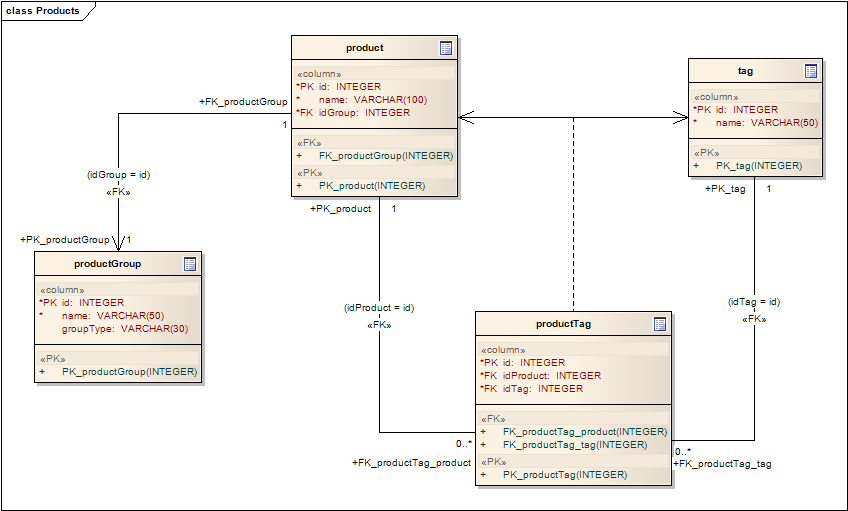 class Products
product
«column»
*PK id: INTEGER
* name: VARCHAR(100)
*FK idGroup: INTEGER
«FK»
+ FK_productGroup(INTEGER)
«PK»
+ PK_product(INTEGER)
tag
«column»
*PK id: INTEGER
* name: VARCHAR(50)
«PK»
+ PK_tag(INTEGER)
+FK_productGroup
1
(idGroup = id)
«FK»
+PK_productGroup
1
+PK_product
1
+PK_tag
1
productGroup
«column»
*PK id: INTEGER
* name: VARCHAR(50)
groupType: VARCHAR(30)
«PK»
+ PK_productGroup(INTEGER)
(idProduct = id)
«FK»
(idTag = id)
«FK»
productTag
«column»
*PK id: INTEGER
*FK idProduct: INTEGER
*FK idTag: INTEGER
«FK»
+ FK_productTag_product(INTEGER)
+ FK_productTag_tag(INTEGER)
«PK»
+ PK_productTag(INTEGER)
0..*
+FK_productTag_product
0..*
+FK_productTag_tag